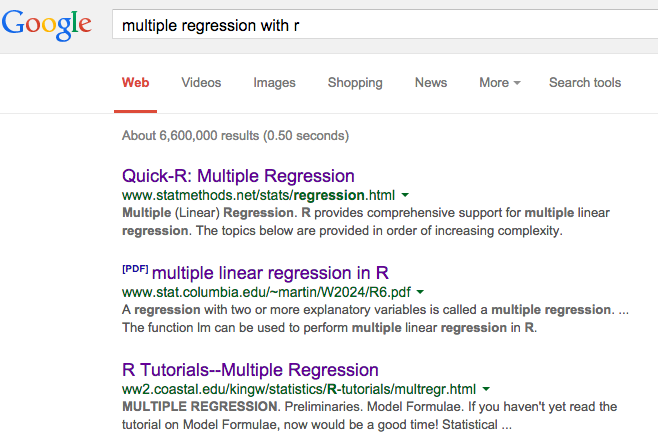 Google
multiple regression with r
Web Videos Images Shopping News More Search tools
About 6,600,000 results (0.50 seconds)
Quick-R: Multiple Regression
www.statmethods.net/stats/regression.html
Multiple (Linear) Regression. R provides comprehensive support for multiple linear
regression. The topics below are provided in order of increasing complexity.
[PDF] multiple linear regression in R
www.stat.columbia.edu/~martin/W2024/R6.pdf
A regression with two or more explanatory variables is called a multiple regression. ...
The function lm can be used to perform multiple linear regression in R.
R Tutorials--Multiple Regression
ww2.coastal.edu/kingw/statistics/R-tutorials/multregr.html
MULTIPLE REGRESSION. Preliminaries. Model Formulae. If you haven't yet read the
tutorial on Model Formulae, now would be a good time! Statistical ...